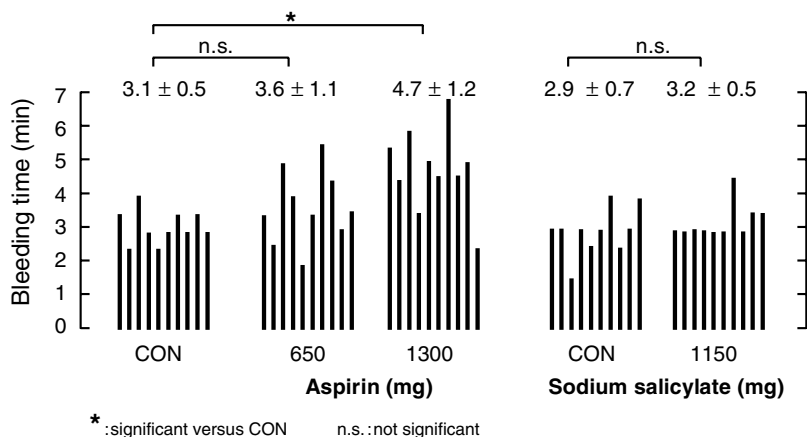 *
n.s.
n.s.
3.1 ± 0.5 3.6 ± 1.1 4.7 ± 1.2 2.9 ± 0.7 3.2 ± 0.5
Bleeding time (min)
7
6
5
4
3
2
1
0
CON 650 1300 CON 1150
Aspirin (mg) Sodium salicylate (mg)
* :significant versus CON n.s.:not significant